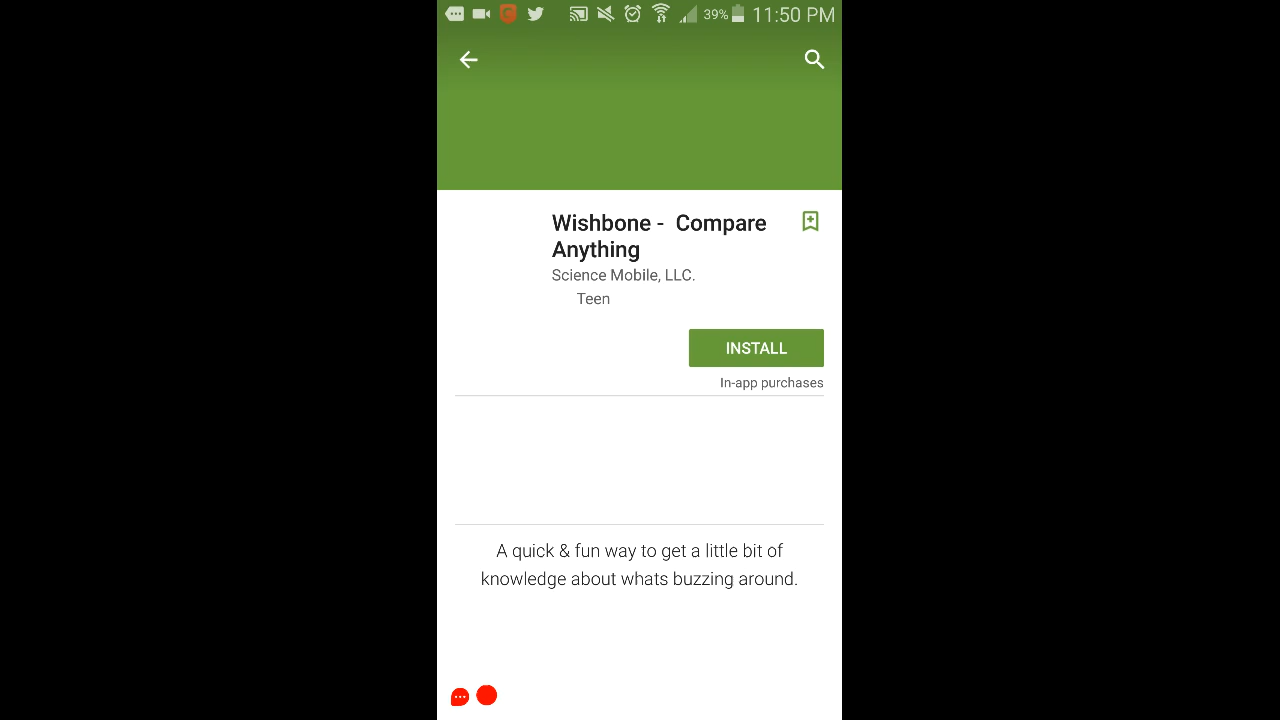 39% 11:50 PM
Wishbone -  Compare
Anything
Science Mobile, LLC.
Teen
INSTALL
In-app purchases
A quick & fun way to get a little bit of
knowledge about whats buzzing around.